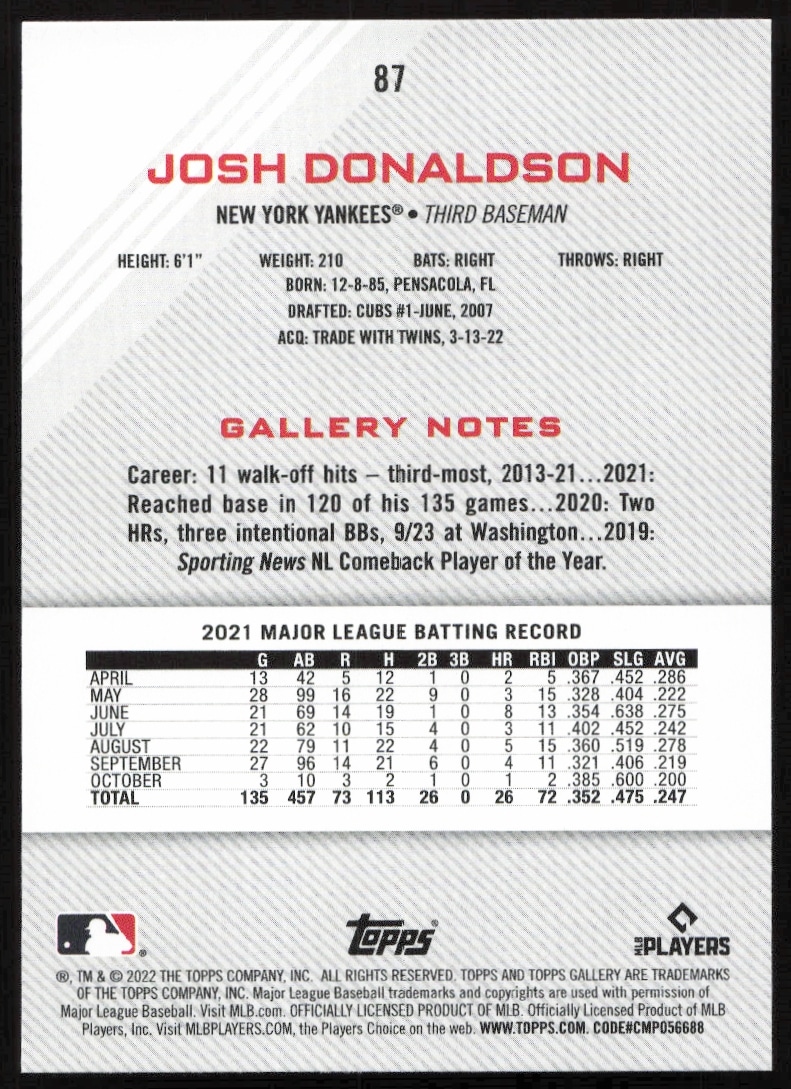 87
JOSH DONALDSON
NEW YORK YANKEES® • THIRD BASEMAN
HEIGHT: 6'1" WEIGHT: 210 BATS: RIGHT THROWS: RIGHT
BORN: 12-8-85, PENSACOLA, FL
DRAFTED: CUBS #1-JUNE, 2007
ACQ: TRADE WITH TWINS, 3-13-22
GALLERY NOTES
Career: 11 walk-off hits – third-most, 2013-21...2021:
Reached base in 120 of his 135 games...2020: Two
HRs, three intentional BBs, 9/23 at Washington...2019:
Sporting News NL Comeback Player of the Year.
2021 MAJOR LEAGUE BATTING RECORD
G AB R H 2B 3B HR RBI OBP SLG AVG
APRIL 13 42 5 12 1 0 2 5 .367 .452 .286
MAY 28 99 16 22 9 0 3 15 .328 .404 .222
JUNE 21 69 14 19 1 0 8 13 .354 .638 .275
JULY 21 62 10 15 4 0 3 11 .402 .452 .242
AUGUST 22 79 11 22 4 0 5 15 .360 .519 .278
SEPTEMBER 27 96 14 21 6 0 4 11 .321 .406 .219
OCTOBER 3 10 3 2 1 0 1 2 .385 .600 .200
TOTAL 135 457 73 113 26 0 26 72 .352 .475 .247
®
topps®
MLB PLAYERS
®, TM & © 2022 THE TOPPS COMPANY, INC. ALL RIGHTS RESERVED. TOPPS AND TOPPS GALLERY ARE TRADEMARKS
OF THE TOPPS COMPANY, INC. Major League Baseball trademarks and copyrights are used with permission of
Major League Baseball. Visit MLB.com. OFFICIALLY LICENSED PRODUCT OF MLB. Officially Licensed Product of MLB
Players, Inc. Visit MLBPLAYERS.COM, the Players Choice on the web. WWW.TOPPS.COM. CODE#CMP056688